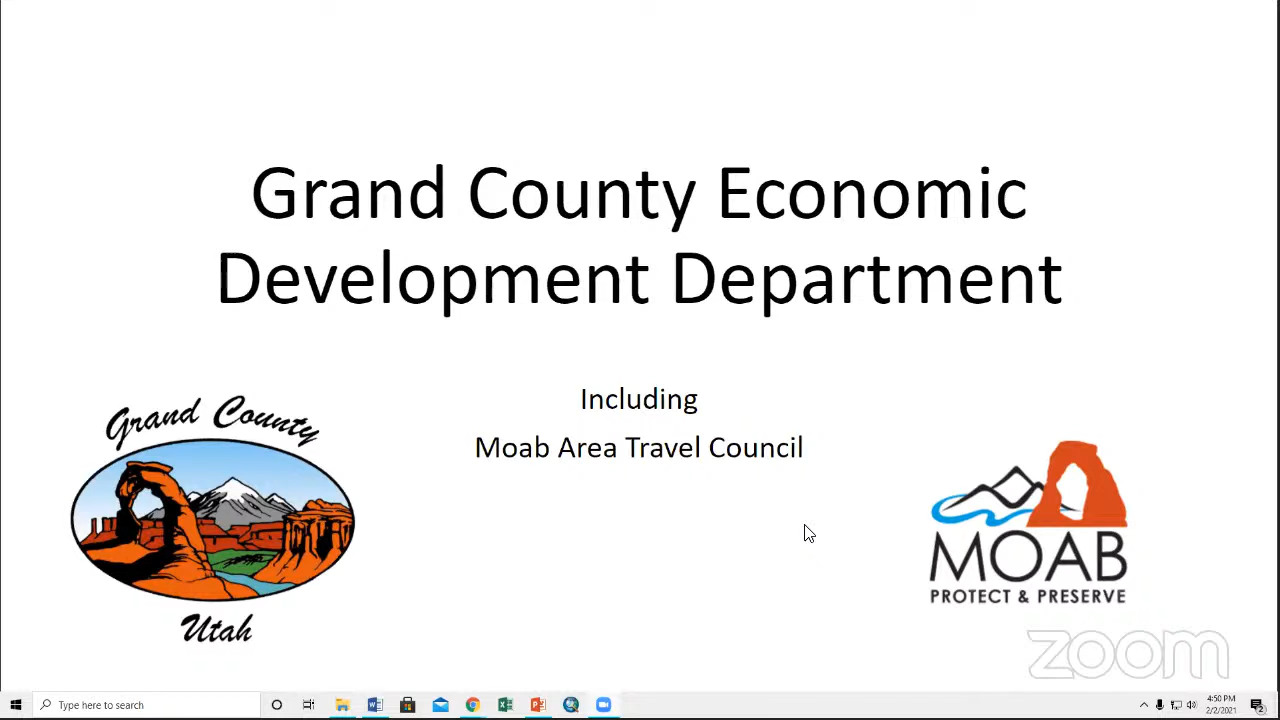 Grand County Economic
Development Department
Including
Moab Area Travel Council
Grand County
Utah
MOAB
PROTECT & PRESERVE
zoom
Type here to search
4:50 PM
2/2/2021
2